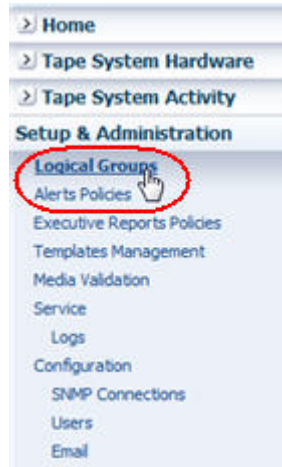 Home
Tape System Hardware
Tape System Activity
Setup & Administration
Logical Groups
Alerts Policies
Executive Reports Policies
Templates Management
Media Validation
Service
Logs
Configuration
SNMP Connections
Users
Email